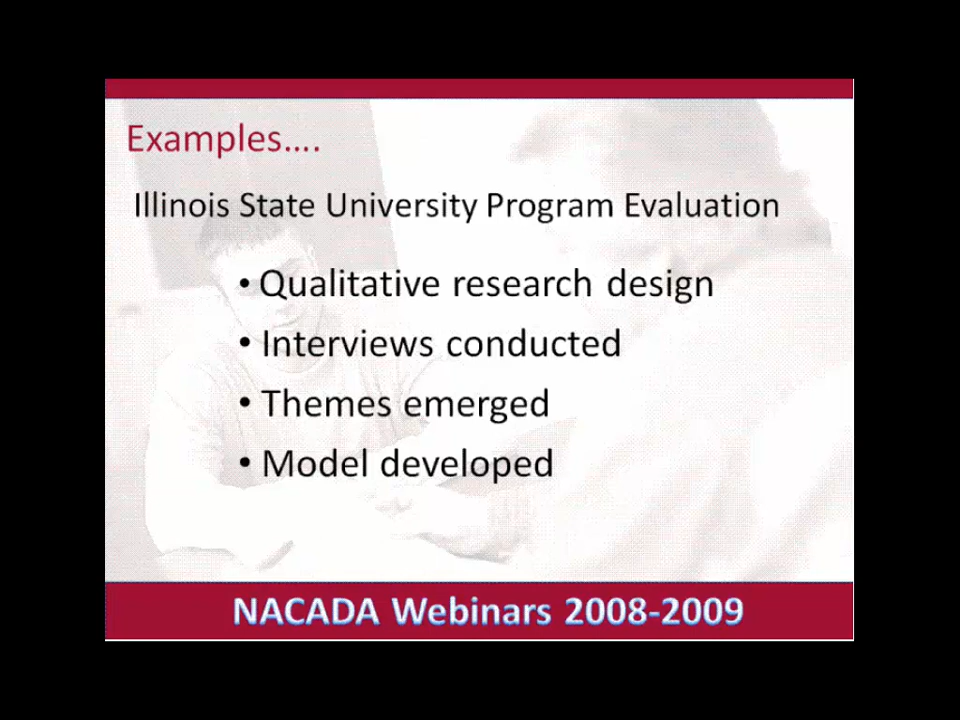 Examples....
Illinois State University Program Evaluation
• Qualitative research design
• Interviews conducted
• Themes emerged
• Model developed
NACADA Webinars 2008-2009